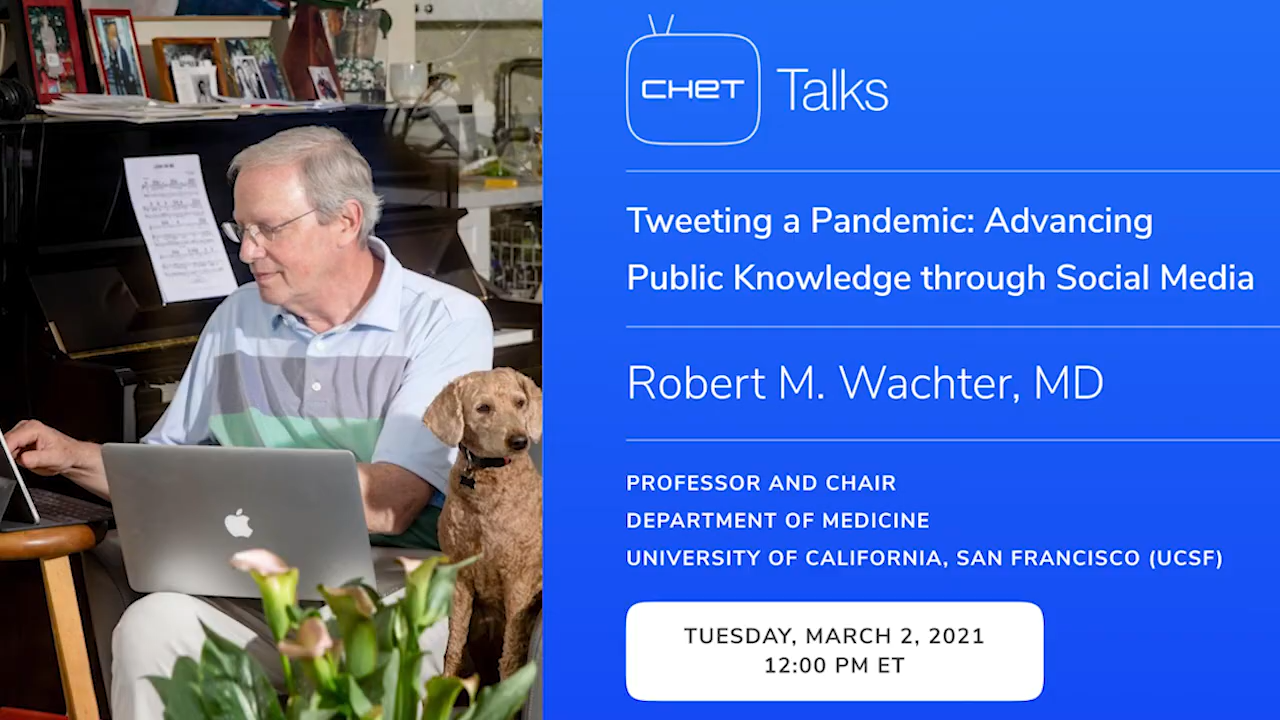 CHET Talks
Tweeting a Pandemic: Advancing
Public Knowledge through Social Media
Robert M. Wachter, MD
PROFESSOR AND CHAIR
DEPARTMENT OF MEDICINE
UNIVERSITY OF CALIFORNIA, SAN FRANCISCO (UCSF)
TUESDAY, MARCH 2, 2021
12:00 PM ET